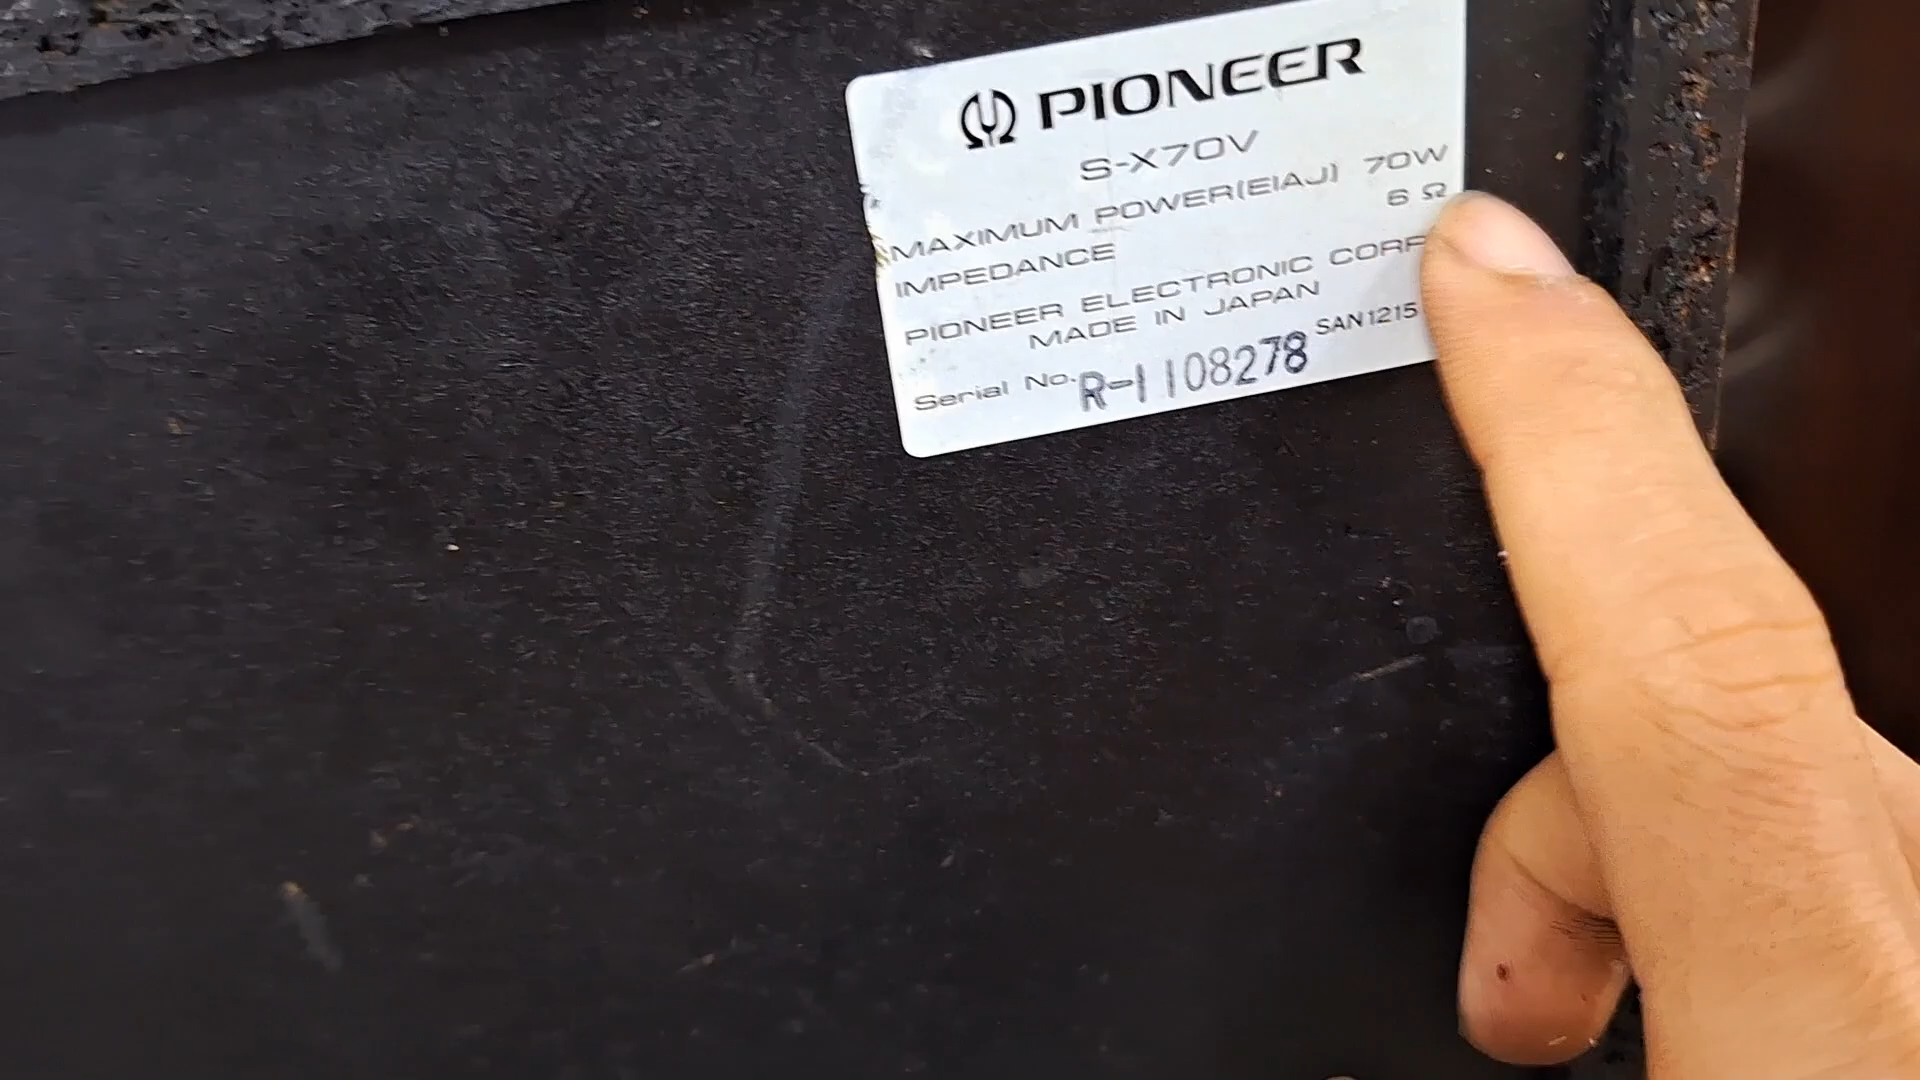 PIONEER
S-X70V
MAXIMUM POWER(EIAJ) 70W
IMPEDANCE 6 Ω
PIONEER ELECTRONIC CORP
MADE IN JAPAN
SAN1215
Serial No. R-1108278